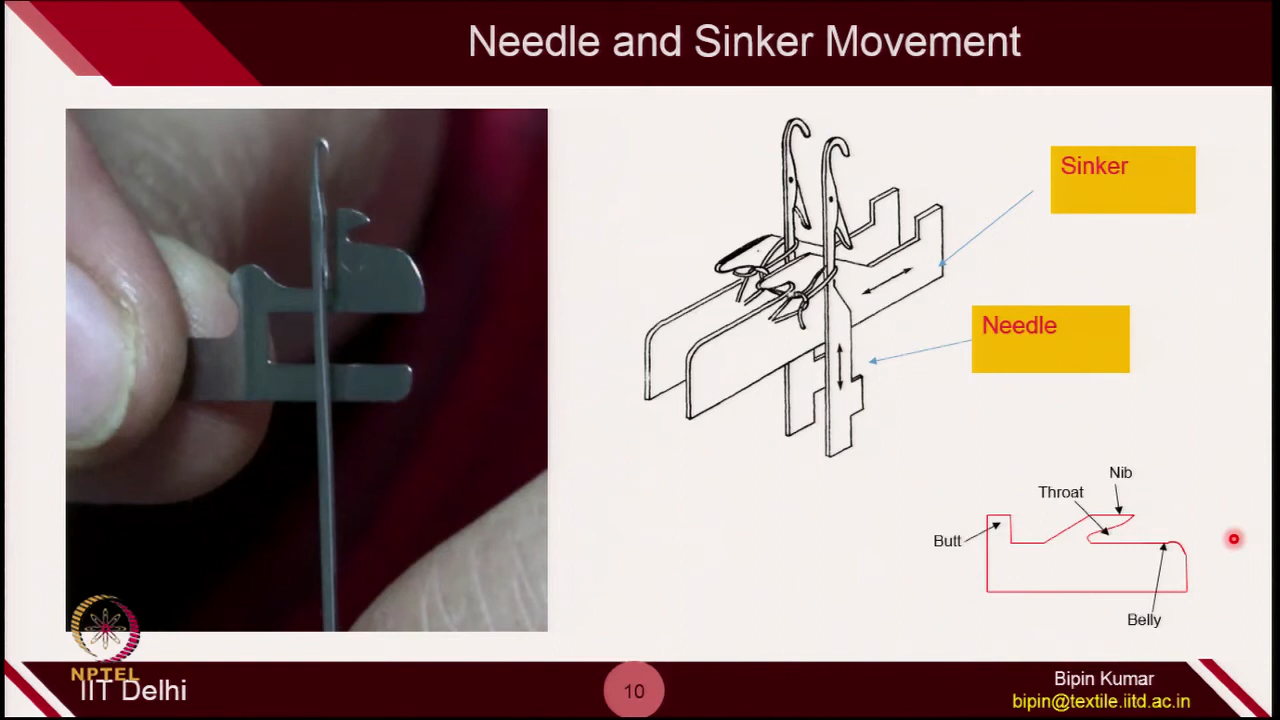 Needle and Sinker Movement
Sinker
Needle
Nib
Throat
Butt
Belly
NPTEL
IIT Delhi
10
Bipin Kumar
bipin@textile.iitd.ac.in